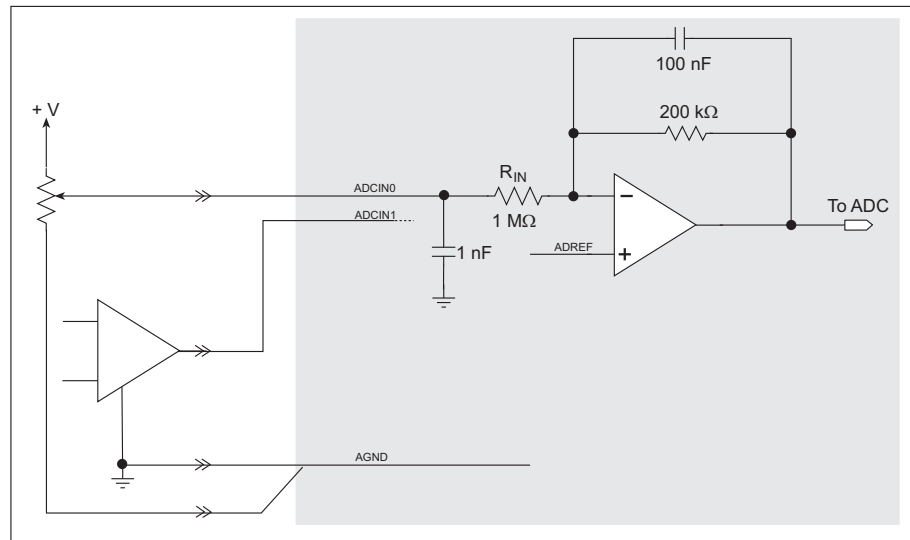 100 nF
+ V
200 kΩ
R_IN
ADCIN0
To ADC
ADCIN1
1 MΩ
1 nF
ADREF
AGND